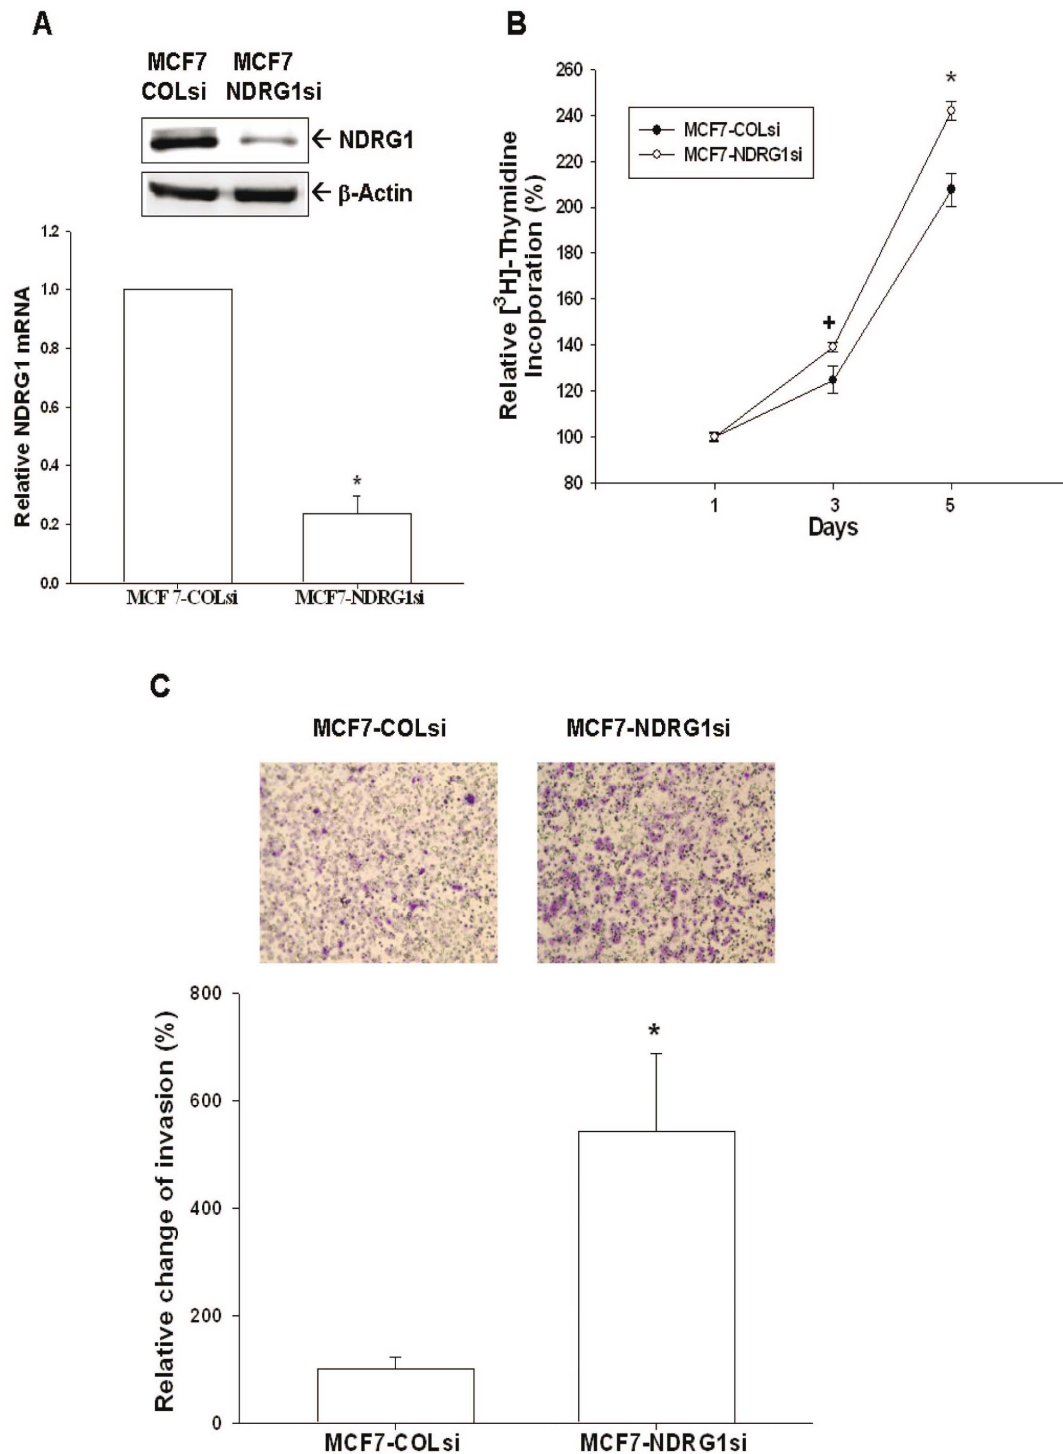 A
MCF7 MCF7
COLsi NDRG1si
← NDRG1
← β-Actin
Relative NDRG1 mRNA
1.2
1.0
0.8
0.6
0.4
0.2
0.0
*
MCF 7-COLsi MCF7-NDRG1si
B
Relative [³H]-Thymidine
Incoporation (%)
260
240
220
200
180
160
140
120
100
80
MCF7-COLsi
MCF7-NDRG1si
+
*
1 3 5
Days
C
MCF7-COLsi MCF7-NDRG1si
Relative change of invasion (%)
800
600
400
200
0
*
MCF7-COLsi MCF7-NDRG1si